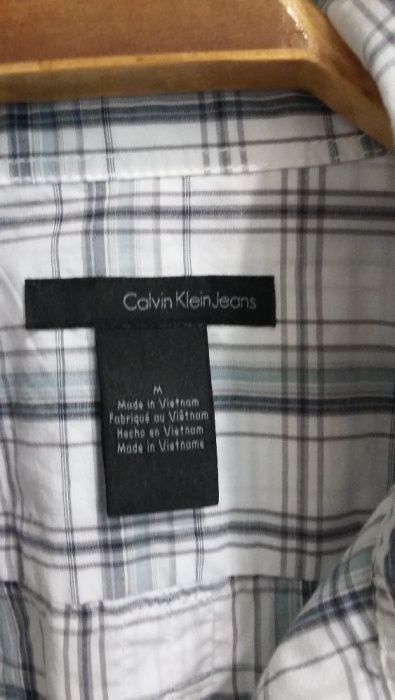 Calvin Klein Jeans
M
Made in Vietnam
Fabriqué au Viêtnam
Hecho en Vietnam
Made in Vietname